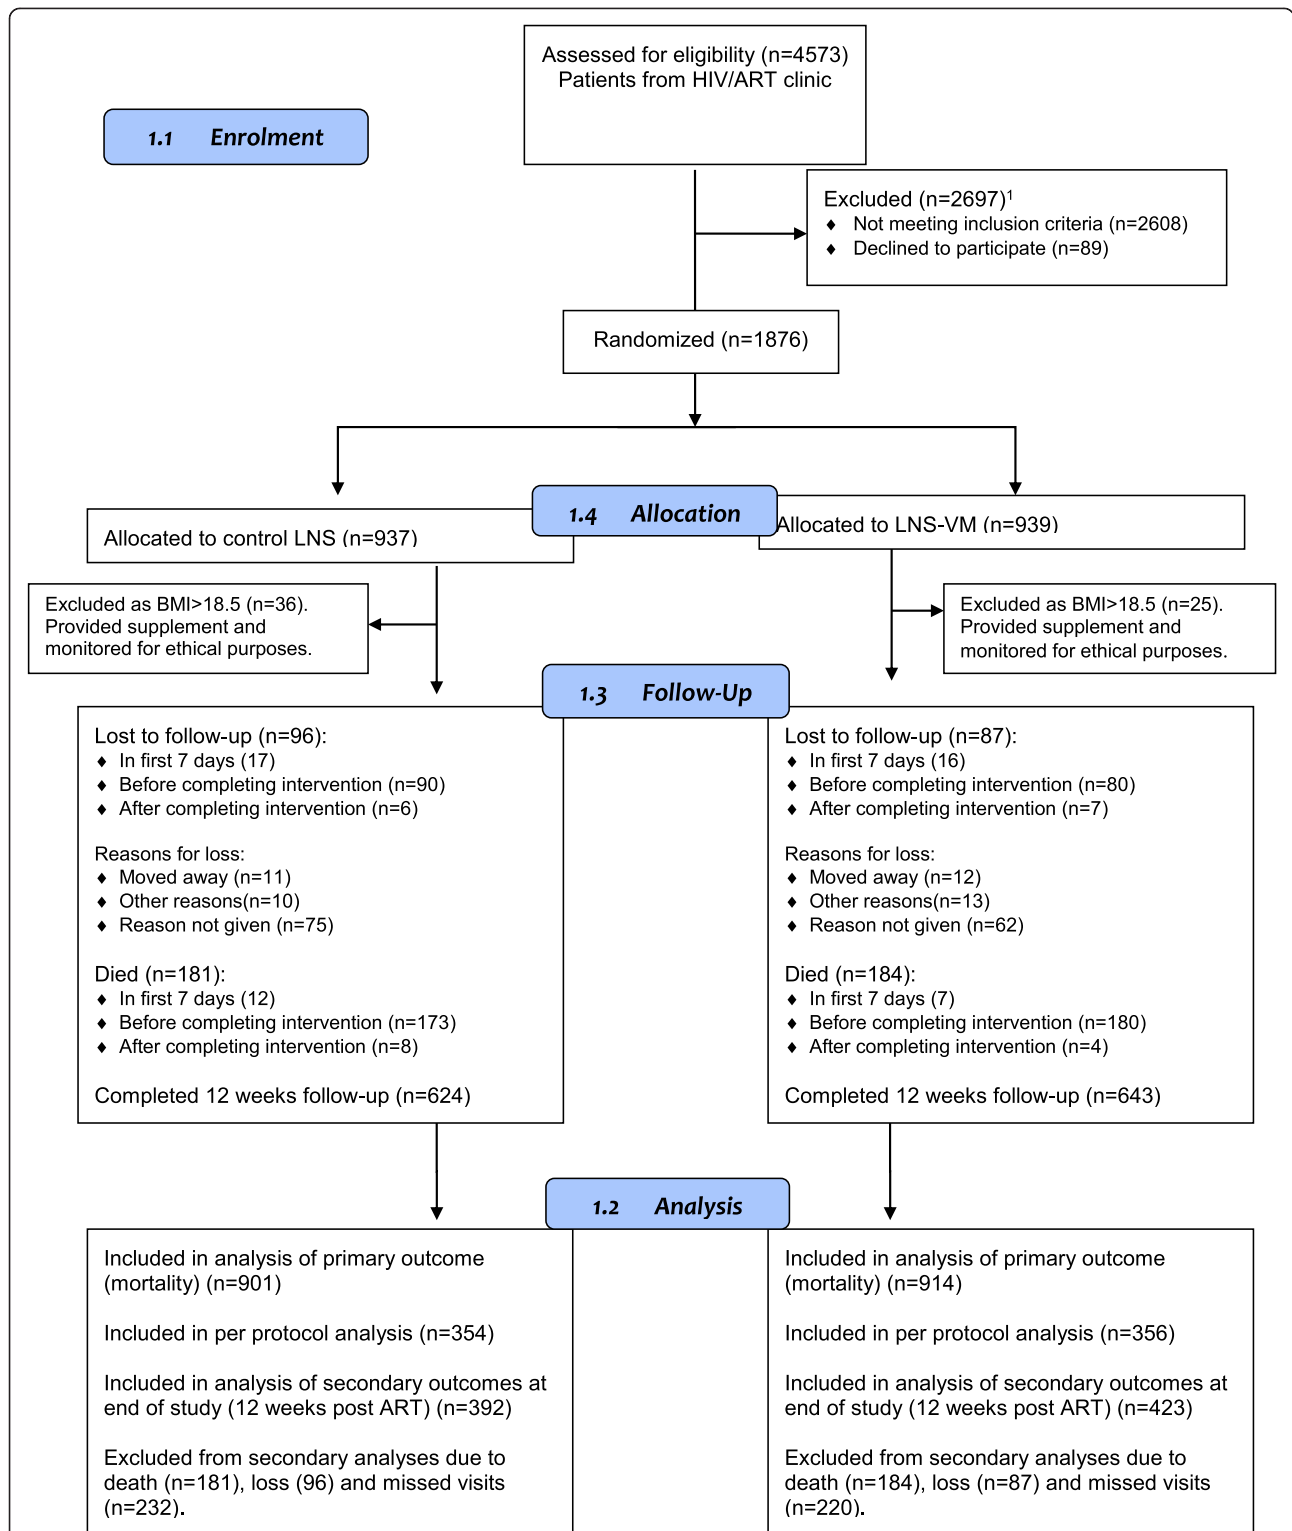 Assessed for eligibility (n=4573)
Patients from HIV/ART clinic
1.1 Enrolment
Excluded (n=2697)1
♦ Not meeting inclusion criteria (n=2608)
♦ Declined to participate (n=89)
Randomized (n=1876)
1.4 Allocation
Allocated to control LNS (n=937)
Allocated to LNS-VM (n=939)
Excluded as BMI>18.5 (n=36).
Provided supplement and
monitored for ethical purposes.
Excluded as BMI>18.5 (n=25).
Provided supplement and
monitored for ethical purposes.
1.3 Follow-Up
Lost to follow-up (n=96):
♦ In first 7 days (17)
♦ Before completing intervention (n=90)
♦ After completing intervention (n=6)
Reasons for loss:
♦ Moved away (n=11)
♦ Other reasons(n=10)
♦ Reason not given (n=75)
Died (n=181):
♦ In first 7 days (12)
♦ Before completing intervention (n=173)
♦ After completing intervention (n=8)
Completed 12 weeks follow-up (n=624)
Lost to follow-up (n=87):
♦ In first 7 days (16)
♦ Before completing intervention (n=80)
♦ After completing intervention (n=7)
Reasons for loss:
♦ Moved away (n=12)
♦ Other reasons (n=13)
♦ Reason not given (n=62)
Died (n=184):
♦ In first 7 days (7)
♦ Before completing intervention (n=180)
♦ After completing intervention (n=4)
Completed 12 weeks follow-up (n=643)
1.2 Analysis
Included in analysis of primary outcome
(mortality) (n=901)
Included in per protocol analysis (n=354)
Included in analysis of secondary outcomes at
end of study (12 weeks post ART) (n=392)
Excluded from secondary analyses due to
death (n=181), loss (96) and missed visits
(n=232).
Included in analysis of primary outcome
(mortality) (n=914)
Included in per protocol analysis (n=356)
Included in analysis of secondary outcomes at
end of study (12 weeks post ART) (n=423)
Excluded from secondary analyses due to
death (n=184), loss (n=87) and missed visits
(n=220).